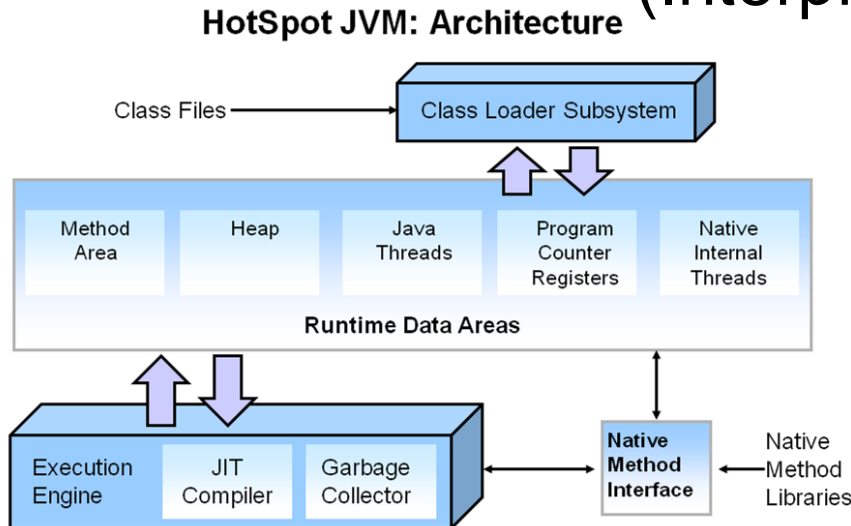 (Interpr
HotSpot JVM: Architecture
Class Files
Class Loader Subsystem
Method
Area
Heap
Java
Threads
Program
Counter
Registers
Native
Internal
Threads
Runtime Data Areas
Execution
Engine
JIT
Compiler
Garbage
Collector
Native
Method
Interface
Native
Method
Libraries